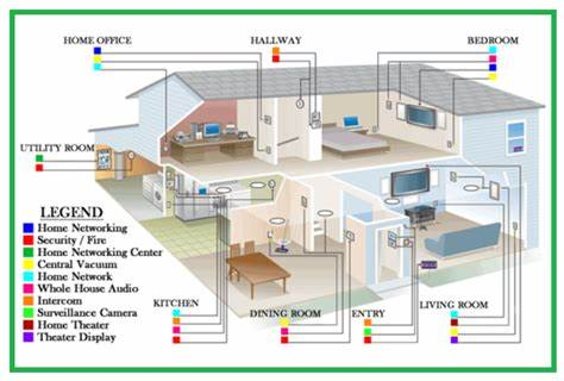 HOME OFFICE
HALLWAY
BEDROOM
UTILITY ROOM
LEGEND
Home Networking
Security / Fire
Home Networking Center
Central Vacuum
Home Network
Whole House Audio
Intercom
Surveillance Camera
Home Theater
Theater Display
KITCHEN
DINING ROOM
ENTRY
LIVING ROOM